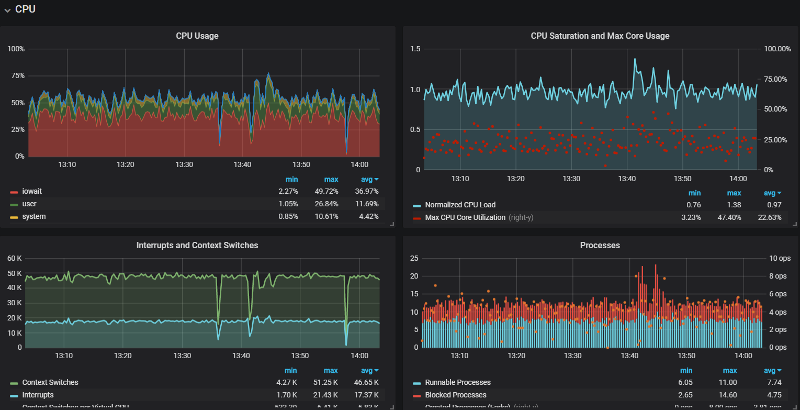 CPU
CPU Usage
100%
75%
50%
25%
0%
13:10 13:20 13:30 13:40 13:50 14:00
min max avg
iowait 2.27% 49.72% 36.97%
user 1.05% 26.84% 11.69%
system 0.85% 10.61% 4.42%
CPU Saturation and Max Core Usage
1.5 100.00%
1.0 75.00%
50.00%
0.5 25.00%
0 0%
13:10 13:20 13:30 13:40 13:50 14:00
min max avg
Normalized CPU Load 0.76 1.38 0.97
Max CPU Core Utilization (right-y) 3.23% 47.40% 22.63%
Interrupts and Context Switches
60 K
50 K
40 K
30 K
20 K
10 K
0
13:10 13:20 13:30 13:40 13:50 14:00
min max avg
Context Switches 4.27 K 51.25 K 46.65 K
Interrupts 1.70 K 21.43 K 17.37 K
Context Switches per Virtual CPU
Processes
25 10 ops
20 8 ops
15 6 ops
10 4 ops
5 2 ops
0 0 ops
13:10 13:20 13:30 13:40 13:50 14:00
min max avg
Runnable Processes 6.05 11.00 7.74
Blocked Processes 2.65 14.60 4.75